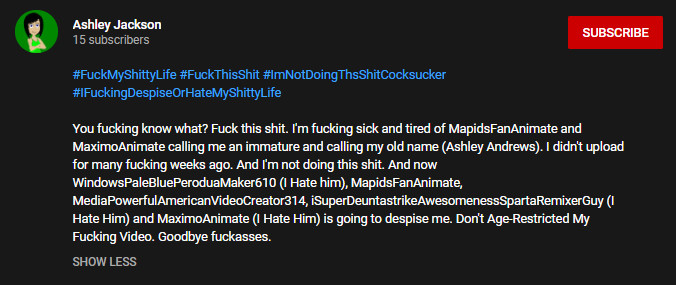 Ashley Jackson
15 subscribers
SUBSCRIBE
#FuckMyShittyLife #FuckThisShit #ImNotDoingThsShitCocksucker
#IFuckingDespiseOrHateMyShittyLife
You fucking know what? Fuck this shit. I'm fucking sick and tired of MapidsFanAnimate and
MaximoAnimate calling me an immature and calling my old name (Ashley Andrews). I didn't upload
for many fucking weeks ago. And I'm not doing this shit. And now
WindowsPaleBluePeroduaMaker610 (I Hate him), MapidsFanAnimate,
MediaPowerfulAmericanVideoCreator314, iSuperDeuntastrikeAwesomenessSpartaRemixerGuy (I
Hate Him) and MaximoAnimate (I Hate Him) is going to despise me. Don't Age-Restricted My
Fucking Video. Goodbye fuckasses.
SHOW LESS